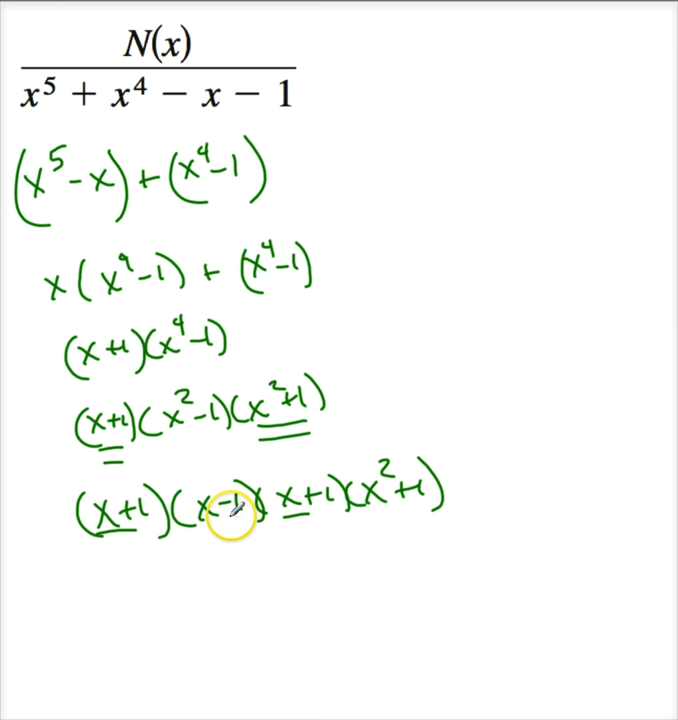 N(x)
x⁵ + x⁴ − x − 1
(x⁵-x)+(x⁴-1)
x(x⁴-1)+(x⁴-1)
(x+1)(x⁴-1)
(x+1)(x²-1)(x²+1)
(x+1)(x-1)(x+1)(x²+1)